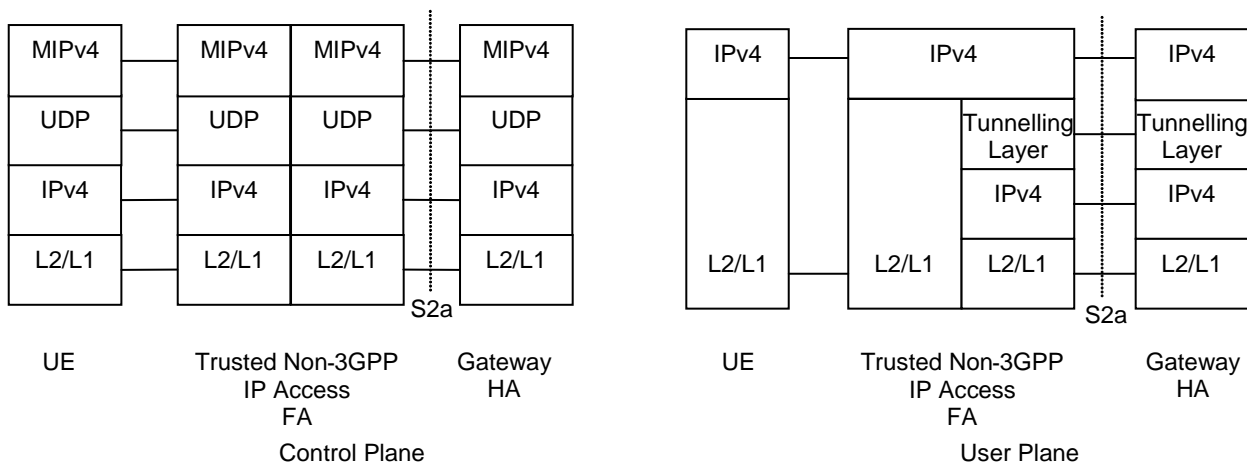 MIPv4 MIPv4 MIPv4 MIPv4
UDP UDP UDP UDP
IPv4 IPv4 IPv4 IPv4
L2/L1 L2/L1 L2/L1 L2/L1
S2a
UE Trusted Non-3GPP Gateway
IP Access HA
FA
Control Plane
IPv4 IPv4 IPv4
Tunnelling Tunnelling
Layer Layer
IPv4 IPv4
L2/L1 L2/L1 L2/L1 L2/L1
S2a
UE Trusted Non-3GPP Gateway
IP Access HA
FA
User Plane